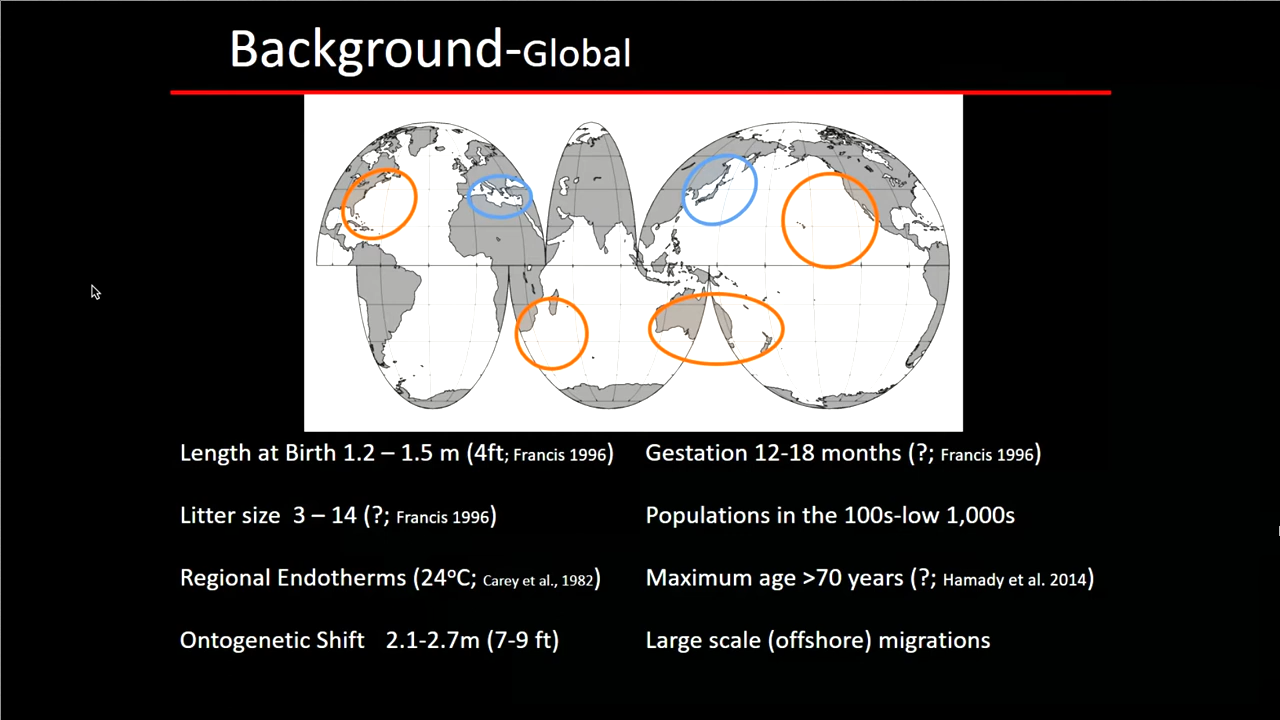 Background-Global
Length at Birth 1.2 – 1.5 m (4ft; Francis 1996)
Gestation 12-18 months (?; Francis 1996)
Litter size 3 – 14 (?; Francis 1996)
Populations in the 100s-low 1,000s
Regional Endotherms (24°C; Carey et al., 1982)
Maximum age >70 years (?; Hamady et al. 2014)
Ontogenetic Shift 2.1-2.7m (7-9 ft)
Large scale (offshore) migrations